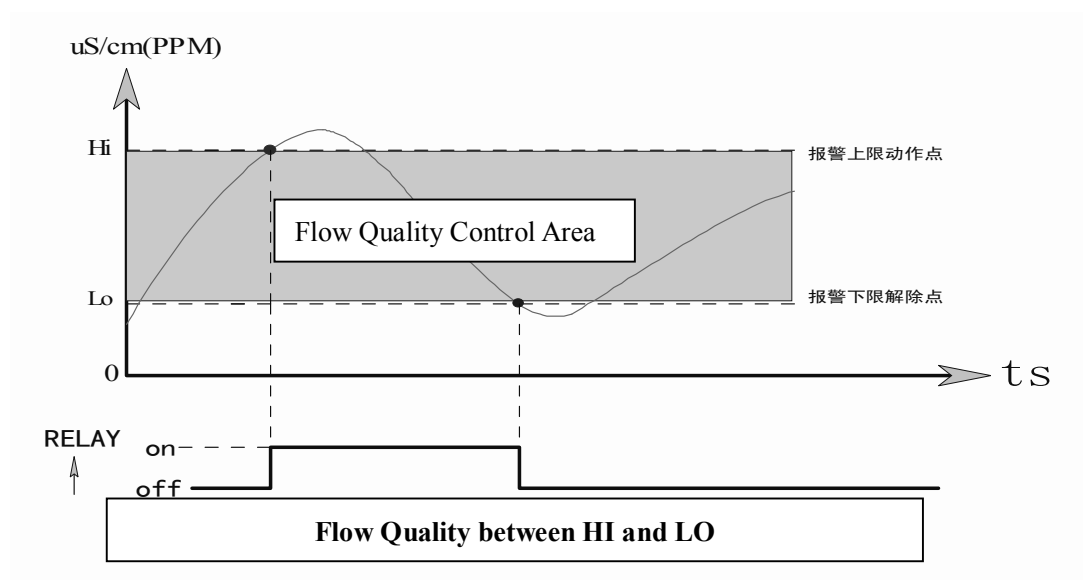 uS/cm(PPM)
Hi
报警上限动作点
Flow Quality Control Area
Lo
报警下限解除点
0
ts
RELAY
on
off
Flow Quality between HI and LO